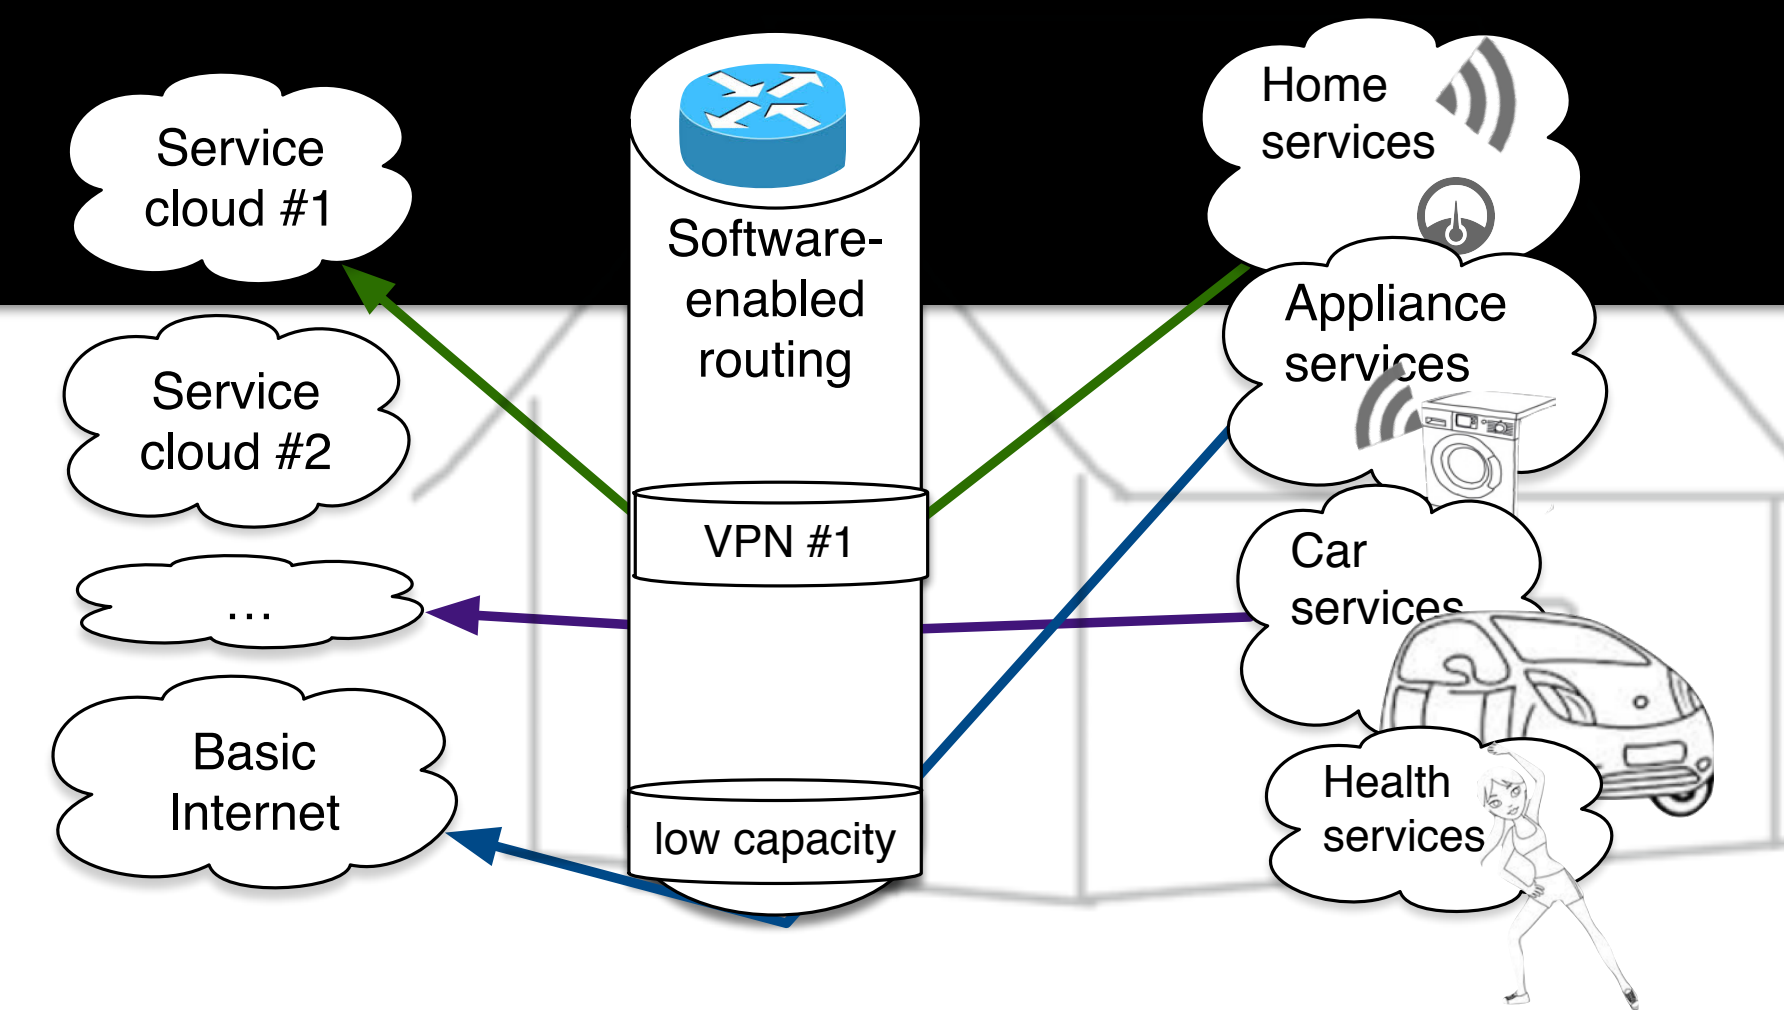 Service
cloud #1
Service
cloud #2
...
Basic
Internet
Software-
enabled
routing
VPN #1
low capacity
Home
services
Appliance
services
Car
services
Health
services